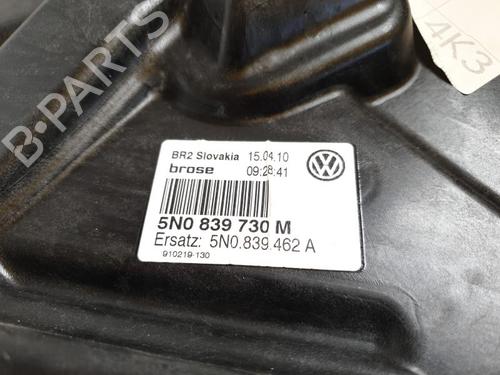 4K3
B-PARTS
BR2 Slovakia 15.04.10
brose 09:28:41
5N0 839 730 M
Ersatz: 5N0.839.462 A
910219-130